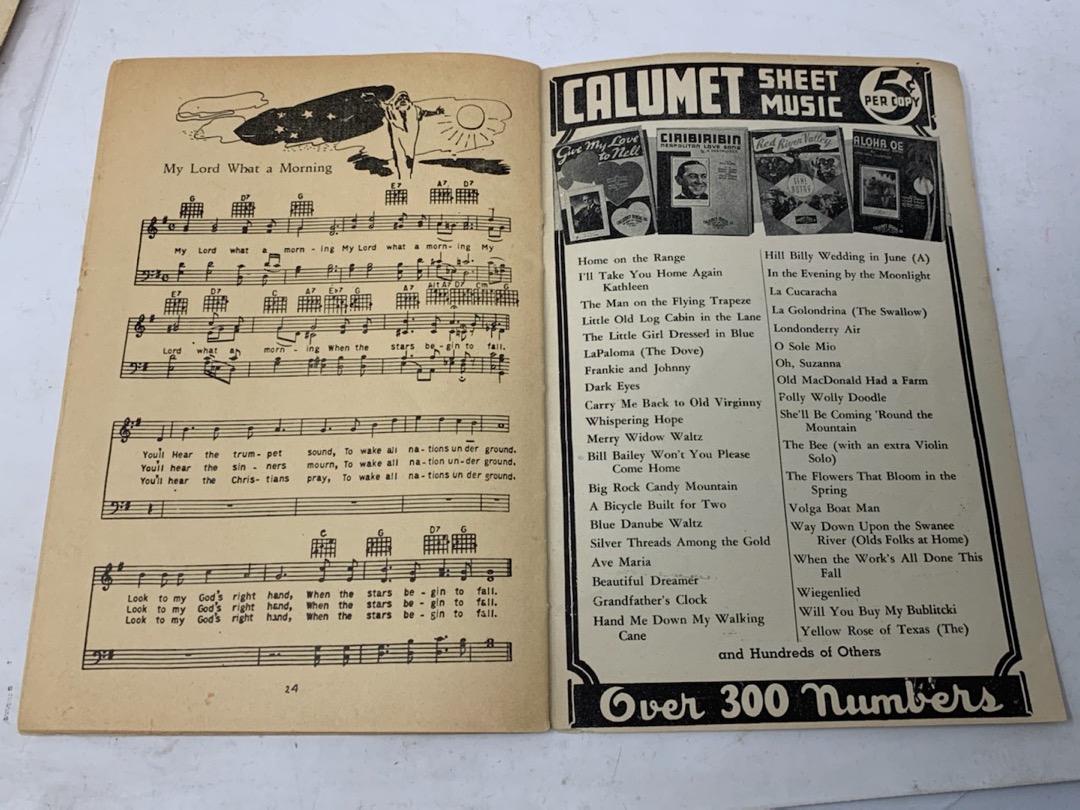 My Lord What a Morning
G D7 G E7 A7 D7
My Lord what a morn - ing My Lord what a morn - ing My
E7 D7 C A7 Eb7 G A7 A7 D7 Cm G
Lord what a morn - ing When the stars be - gin to fall.
You'll Hear the trum - pet sound, To wake all na - tions un der ground.
You'll hear the sin - ners mourn, To wake all na - tions un - der ground.
You'll hear the Chris - tians pray, To wake all na - tions un der ground.
C G D7 G
Look to my God's right hand, When the stars be - gin to fall.
Look to my God's right hand, When the stars be - gin to fall.
Look to my God's right hand, When the stars be - gin to fall.
24
CALUMET SHEET MUSIC 5¢ PER COPY
Give My Love to Nell
CIRIBIRIBIN
NEAPOLITAN LOVE SONG
Red River Valley
GENE AUTRY
ALOHA OE
Home on the Range
I'll Take You Home Again
Kathleen
The Man on the Flying Trapeze
Little Old Log Cabin in the Lane
The Little Girl Dressed in Blue
LaPaloma (The Dove)
Frankie and Johnny
Dark Eyes
Carry Me Back to Old Virginny
Whispering Hope
Merry Widow Waltz
Bill Bailey Won't You Please
Come Home
Big Rock Candy Mountain
A Bicycle Built for Two
Blue Danube Waltz
Silver Threads Among the Gold
Ave Maria
Beautiful Dreamer
Grandfather's Clock
Hand Me Down My Walking
Cane
Hill Billy Wedding in June (A)
In the Evening by the Moonlight
La Cucaracha
La Golondrina (The Swallow)
Londonderry Air
O Sole Mio
Oh, Suzanna
Old MacDonald Had a Farm
Polly Wolly Doodle
She'll Be Coming 'Round the
Mountain
The Bee (with an extra Violin
Solo)
The Flowers That Bloom in the
Spring
Volga Boat Man
Way Down Upon the Swanee
River (Olds Folks at Home)
When the Work's All Done This
Fall
Wiegenlied
Will You Buy My Bublitcki
Yellow Rose of Texas (The)
and Hundreds of Others
Over 300 Numbers